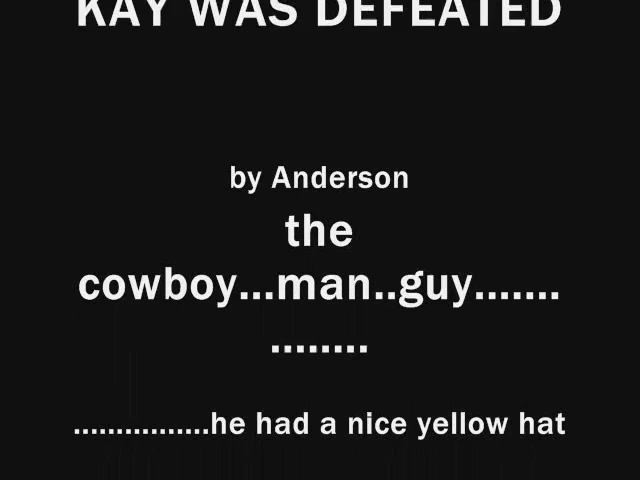 KAY WAS DEFEATED
by Anderson
the
cowboy...man..guy.......
........
................he had a nice yellow hat